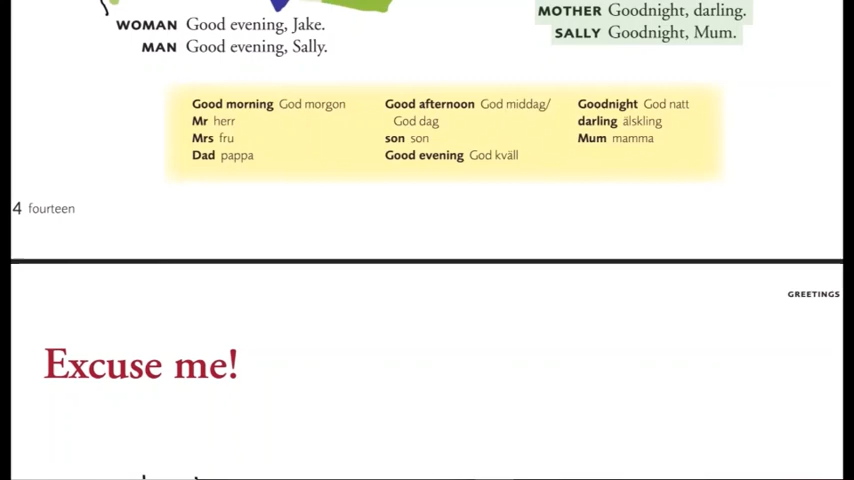 WOMAN Good evening, Jake.
MAN Good evening, Sally.
MOTHER Goodnight, darling.
SALLY Goodnight, Mum.
Good morning God morgon
Mr herr
Mrs fru
Dad pappa
Good afternoon God middag/
God dag
son son
Good evening God kväll
Goodnight God natt
darling älskling
Mum mamma
4 fourteen
GREETINGS
Excuse me!